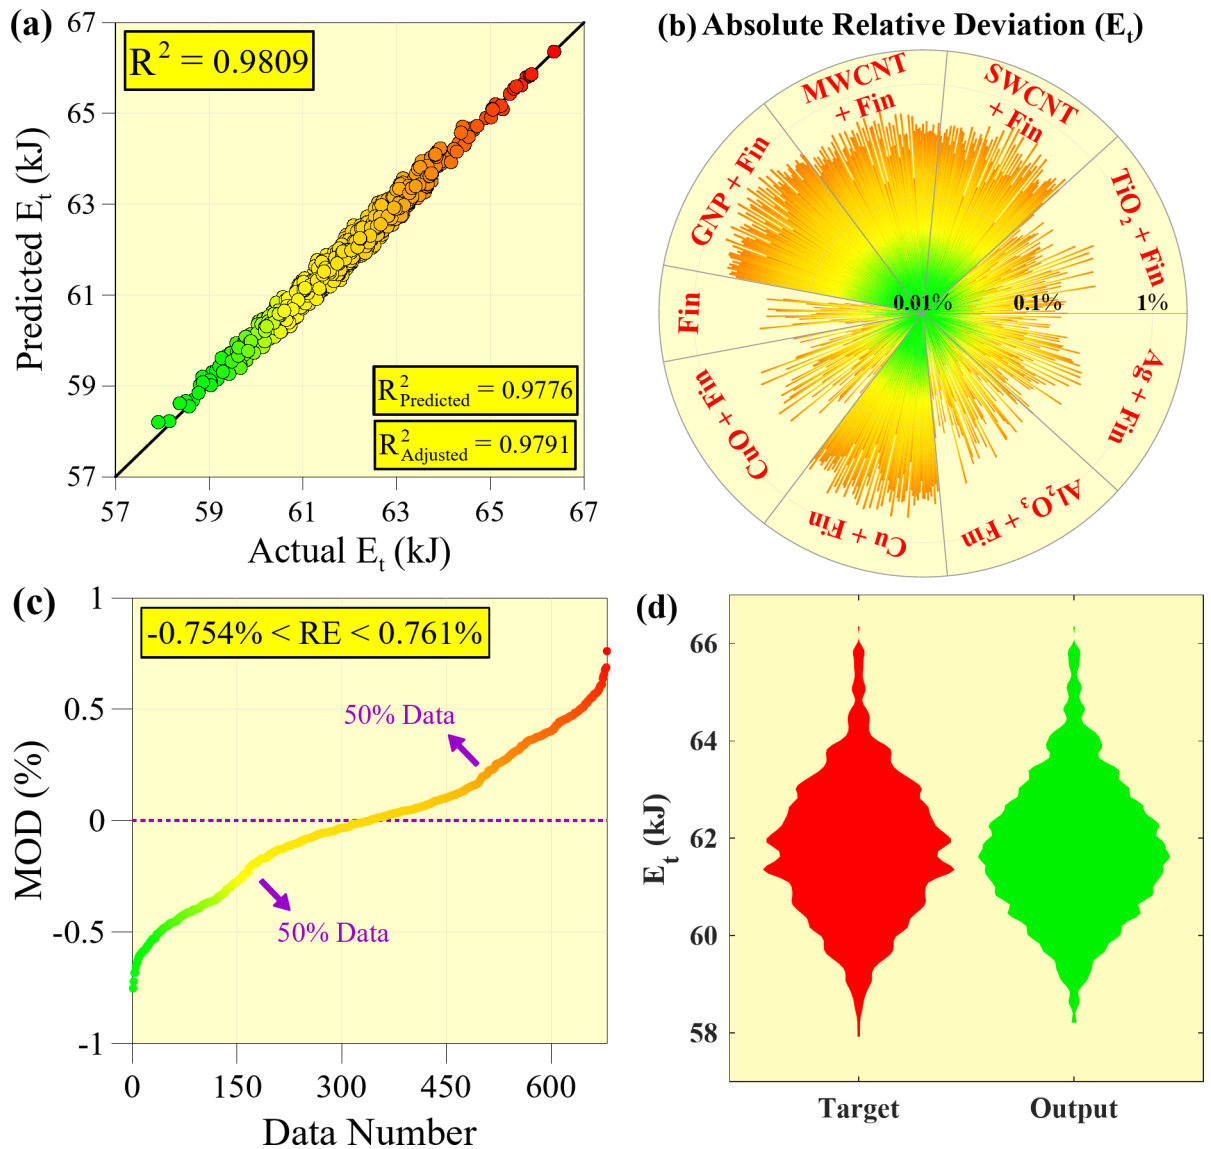 (a)
67
65
63
61
59
57
Predicted Et (kJ)
R² = 0.9809
R²Predicted = 0.9776
R²Adjusted = 0.9791
57 59 61 63 65 67
Actual Et (kJ)
(b) Absolute Relative Deviation (Et)
MWCNT
+ Fin
SWCNT
+ Fin
GNP + Fin
TiO2 + Fin
Fin
0.01% 0.1% 1%
CuO + Fin
Ag + Fin
Cu + Fin
Al2O3 + Fin
(c)
1
0.5
0
-0.5
-1
MOD (%)
-0.754% < RE < 0.761%
50% Data
50% Data
0 150 300 450 600
Data Number
(d)
66
64
62
60
58
Et (kJ)
Target Output